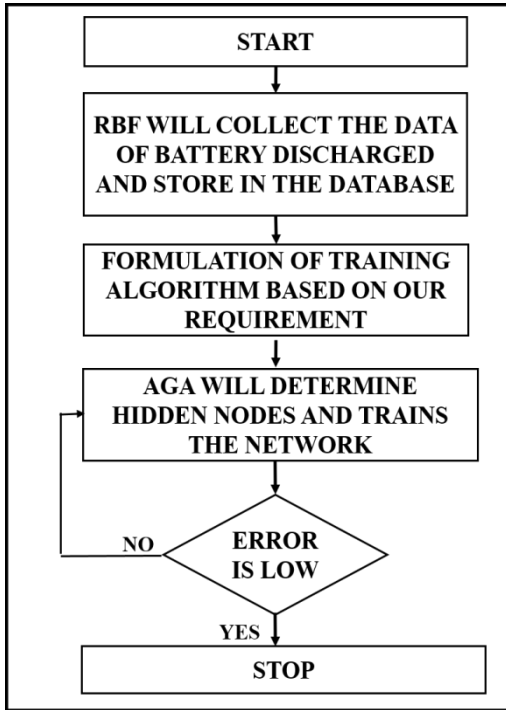 START
RBF WILL COLLECT THE DATA
OF BATTERY DISCHARGED
AND STORE IN THE DATABASE
FORMULATION OF TRAINING
ALGORITHM BASED ON OUR
REQUIREMENT
AGA WILL DETERMINE
HIDDEN NODES AND TRAINS
THE NETWORK
NO
ERROR
IS LOW
YES
STOP